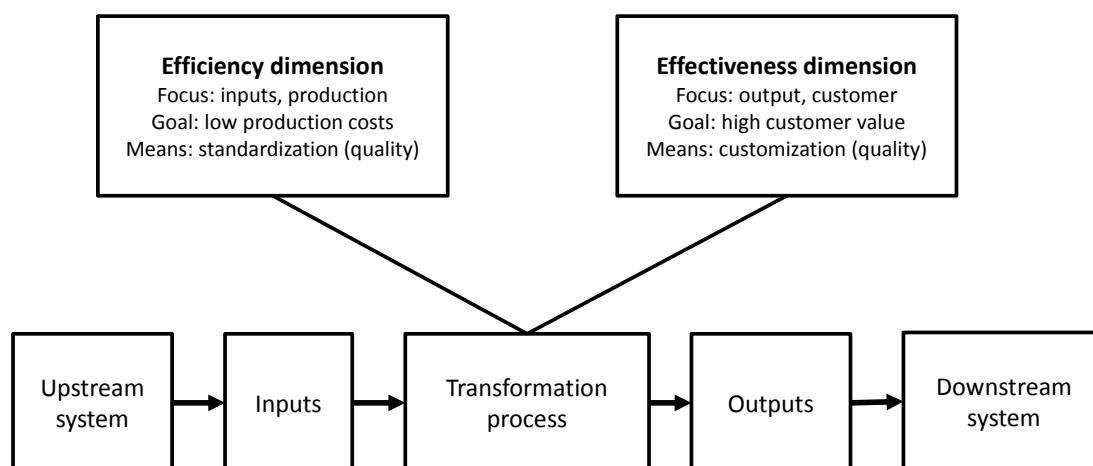 Efficiency dimension
Focus: inputs, production
Goal: low production costs
Means: standardization (quality)
Effectiveness dimension
Focus: output, customer
Goal: high customer value
Means: customization (quality)
Upstream
system
Inputs
Transformation
process
Outputs
Downstream
system